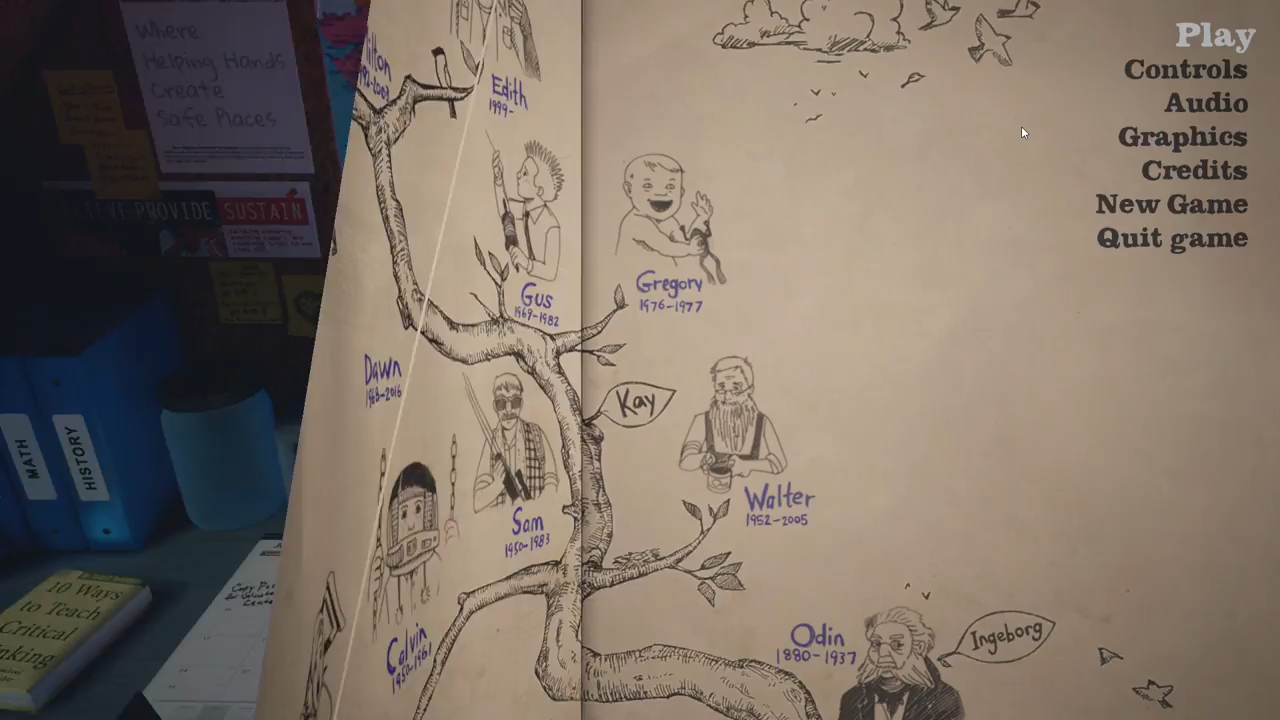 Where
Helping Hands
Create
Safe Places
PROVIDE SUSTAIN
MATH
HISTORY
10 Ways
to Teach
Critical
Milton
Edith
1999-
Gus
1969-1982
Gregory
1976-1977
Dawn
1968-2016
Kay
Sam
1950-1983
Walter
1952-2005
Calvin
1950-1961
Odin
1880-1937
Ingeborg
Play
Controls
Audio
Graphics
Credits
New Game
Quit game